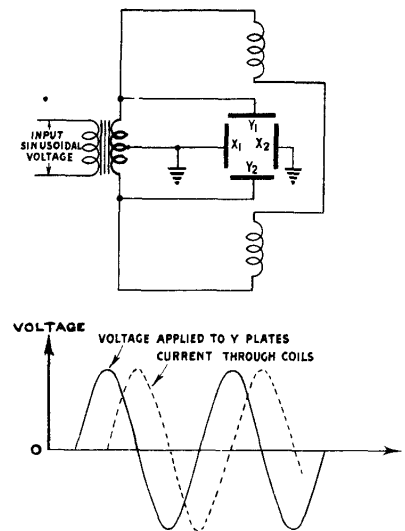 INPUT
SINUSOIDAL
VOLTAGE
Y1
X1 X2
Y2
VOLTAGE
VOLTAGE APPLIED TO Y PLATES
CURRENT THROUGH COILS
O